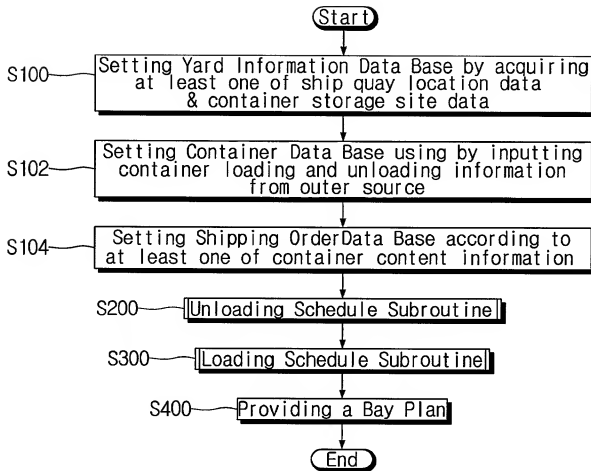 Start
S100
Setting Yard Information Data Base by acquiring
at least one of ship quay location data
& container storage site data
S102
Setting Container Data Base using by inputting
container loading and unloading information
from outer source
S104
Setting Shipping OrderData Base according to
at least one of container content information
S200
Unloading Schedule Subroutine
S300
Loading Schedule Subroutine
S400
Providing a Bay Plan
End